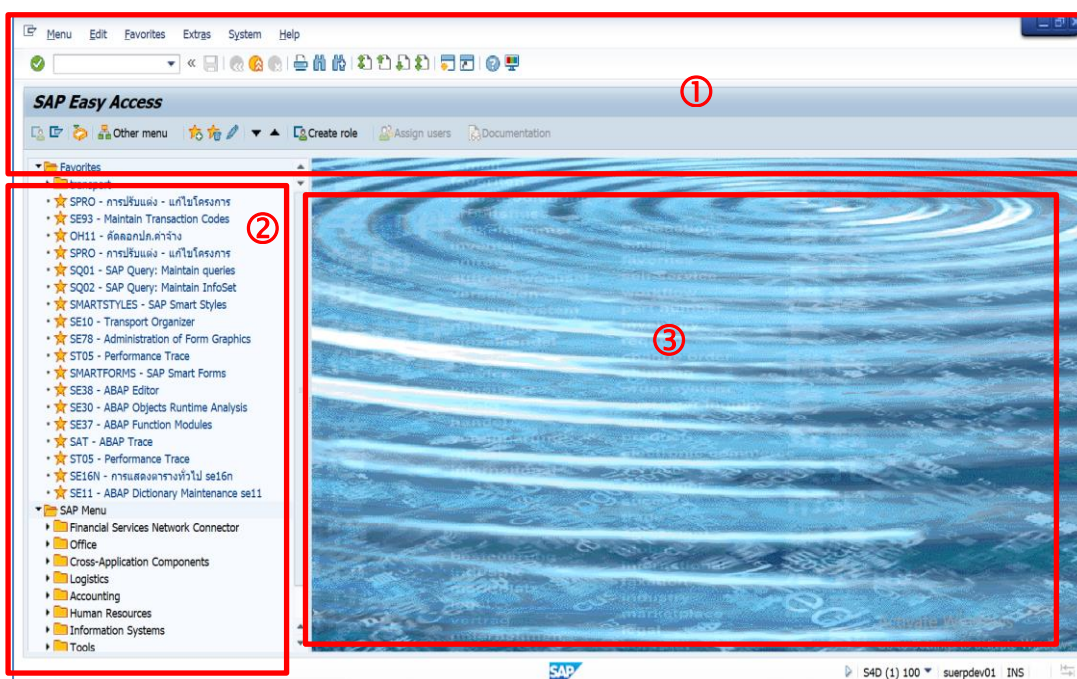 Menu Edit Favorites Extras System Help
SAP Easy Access
①
Other menu Create role Assign users Documentation
Favorites
transport
②
SPRO - การปรับแต่ง - แก้ไขโครงการ
SE93 - Maintain Transaction Codes
OH11 - คัดลอกปภ.ค่าจ้าง
SPRO - การปรับแต่ง - แก้ไขโครงการ
SQ01 - SAP Query: Maintain queries
SQ02 - SAP Query: Maintain InfoSet
SMARTSTYLES - SAP Smart Styles
SE10 - Transport Organizer
③
SE78 - Administration of Form Graphics
ST05 - Performance Trace
SMARTFORMS - SAP Smart Forms
SE38 - ABAP Editor
SE30 - ABAP Objects Runtime Analysis
SE37 - ABAP Function Modules
SAT - ABAP Trace
ST05 - Performance Trace
SE16N - การแสดงตารางทั่วไป se16n
SE11 - ABAP Dictionary Maintenance se11
SAP Menu
Financial Services Network Connector
Office
Cross-Application Components
Logistics
Accounting
Human Resources
Information Systems
Tools
SAP
S4D (1) 100 suerpdev01 INS